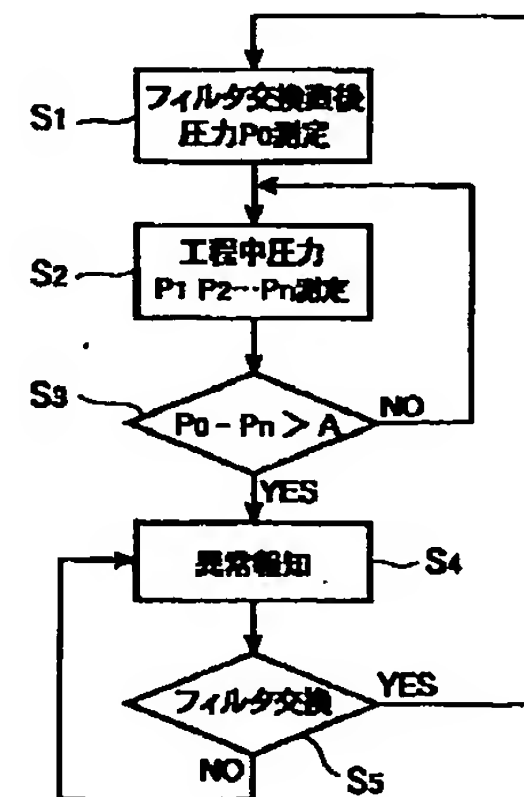 S1
フィルタ交換直後
圧力P0測定
S2
工程中圧力
P1 P2…Pn測定
S3
P0-Pn>A
NO
YES
異常報知
S4
フィルタ交換
YES
NO
S5